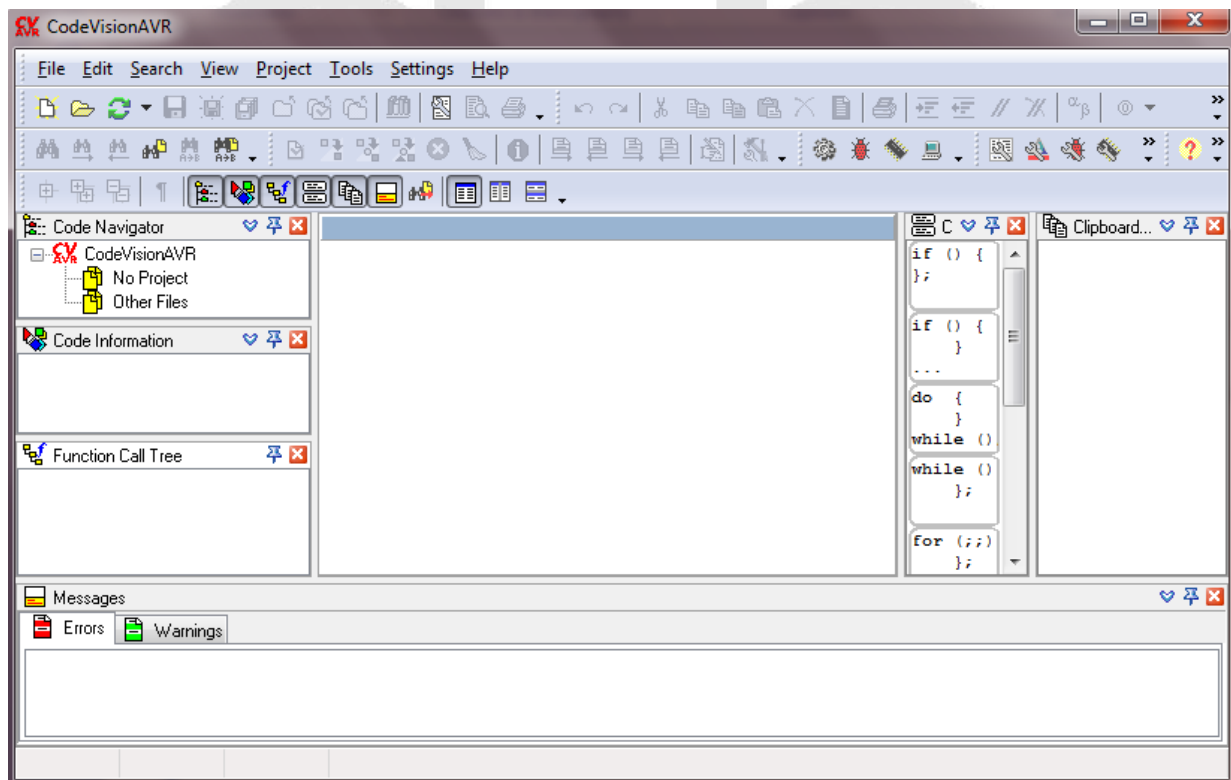 CodeVisionAVR
File Edit Search View Project Tools Settings Help
Code Navigator
CodeVisionAVR
No Project
Other Files
Code Information
Function Call Tree
C
if () {
};
if () {
}
...
do {
}
while ()
while ()
};
for (;;)
};
Clipboard...
Messages
Errors Warnings